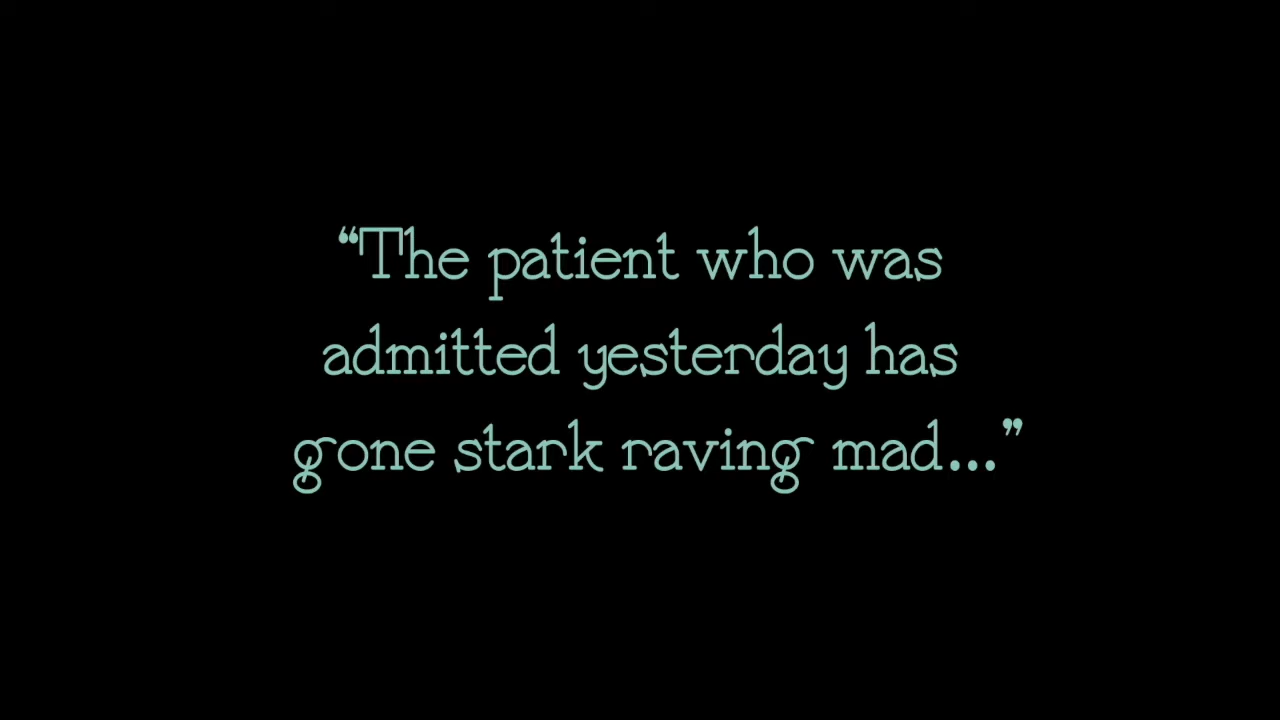 “The patient who was
admitted yesterday has
gone stark raving mad...”